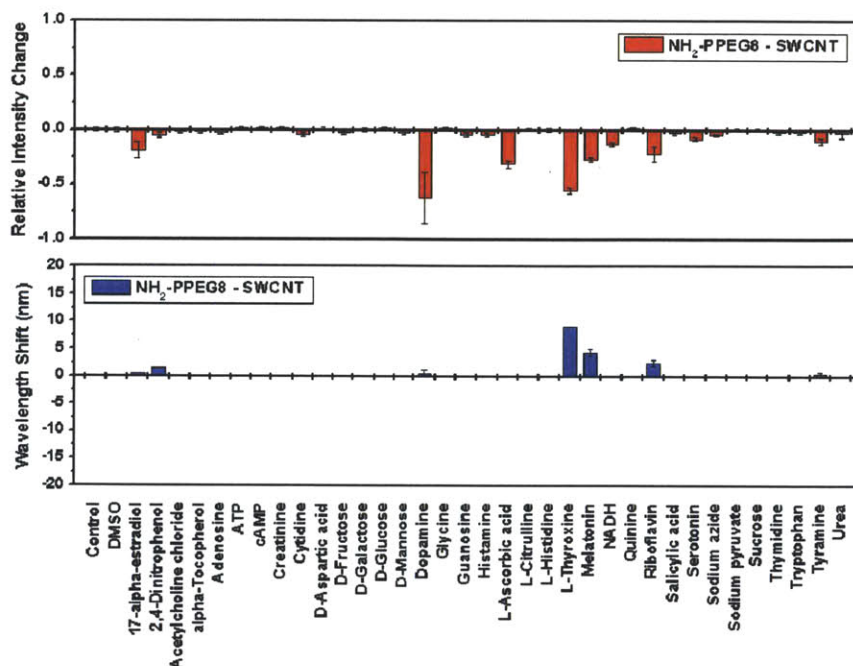 Relative Intensity Change
1.0
0.5
0.0
-0.5
-1.0
NH2-PPEG8 - SWCNT
Wavelength Shift (nm)
20
15
10
5
0
-5
-10
-15
-20
NH2-PPEG8 - SWCNT
Control
DMSO
17-alpha-estradiol
2,4-Dinitrophenol
Acetylcholine chloride
alpha-Tocopherol
Adenosine
ATP
cAMP
Creatinine
Cytidine
D-Aspartic acid
D-Fructose
D-Galactose
D-Glucose
D-Mannose
Dopamine
Glycine
Guanosine
Histamine
L-Ascorbic acid
L-Citrulline
L-Histidine
L-Thyroxine
Melatonin
NADH
Quinine
Riboflavin
Salicylic acid
Serotonin
Sodium azide
Sodium pyruvate
Sucrose
Thymidine
Tryptophan
Tyramine
Urea